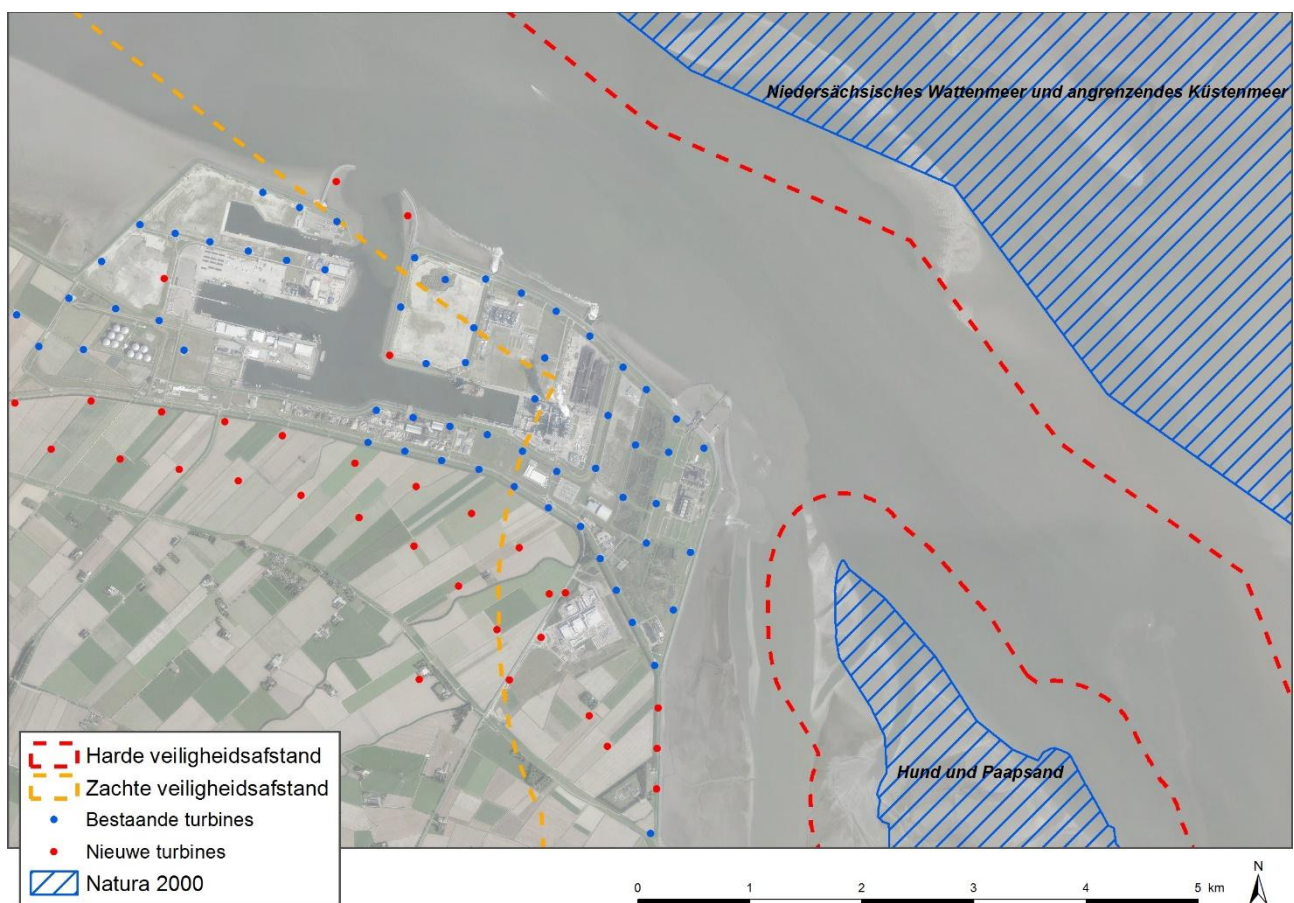 Niedersächsisches Wattenmeer und angrenzendes Küstenmeer
Hund und Paapsand
Harde veiligheidsafstand
Zachte veiligheidsafstand
Bestaande turbines
Nieuwe turbines
Natura 2000
0 1 2 3 4 5 km
N